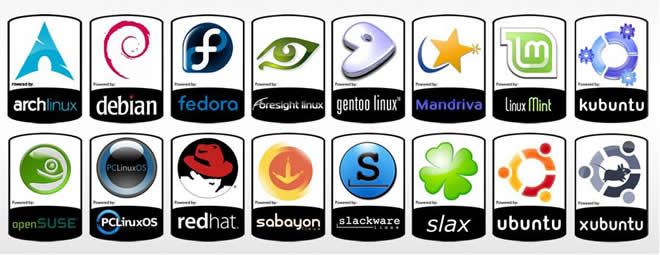 Powered by: Powered by: Powered by: Powered by: Powered by: Powered by: Powered by: Powered by:
archlinux debian fedora foresight linux gentoo linux Mandriva Linux Mint kubuntu
PCLinuxOS S
Powered by: Powered by: Powered by: Powered by: Powered by: Powered by: Powered by: Powered by:
openSUSE PCLinuxOS redhat. sabayon linux slackware linux slax ubuntu xubuntu